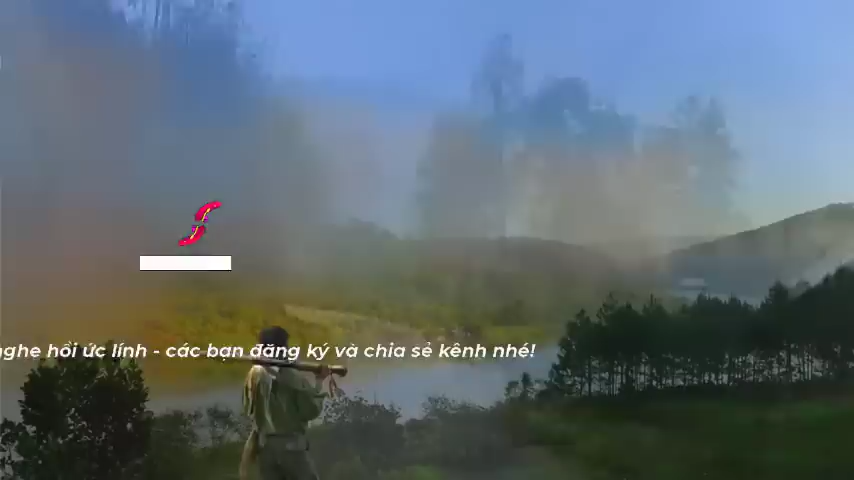 nghe hồi ức lính - các bạn đăng ký và chia sẻ kênh nhé!